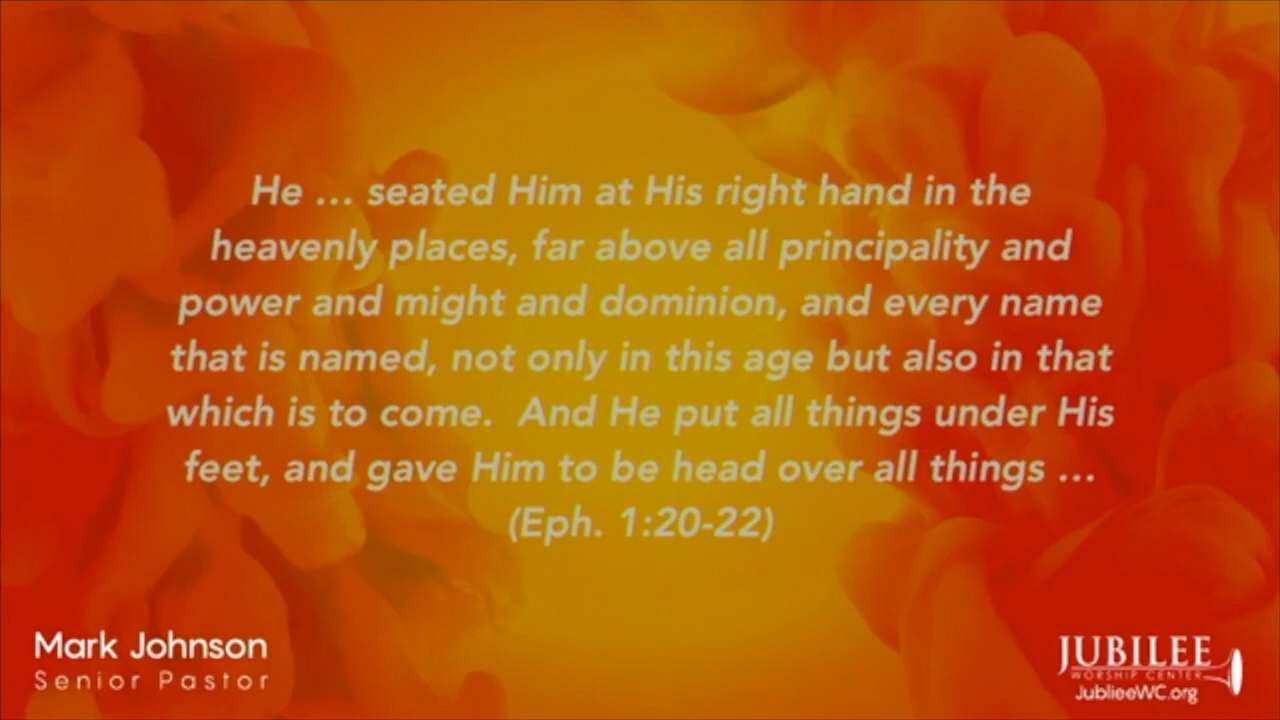 He ... seated Him at His right hand in the
heavenly places, far above all principality and
power and might and dominion, and every name
that is named, not only in this age but also in that
which is to come.  And He put all things under His
feet, and gave Him to be head over all things ...
(Eph. 1:20-22)
Mark Johnson
Senior Pastor
JUBILEE
WORSHIP CENTER
JublieeWC.org